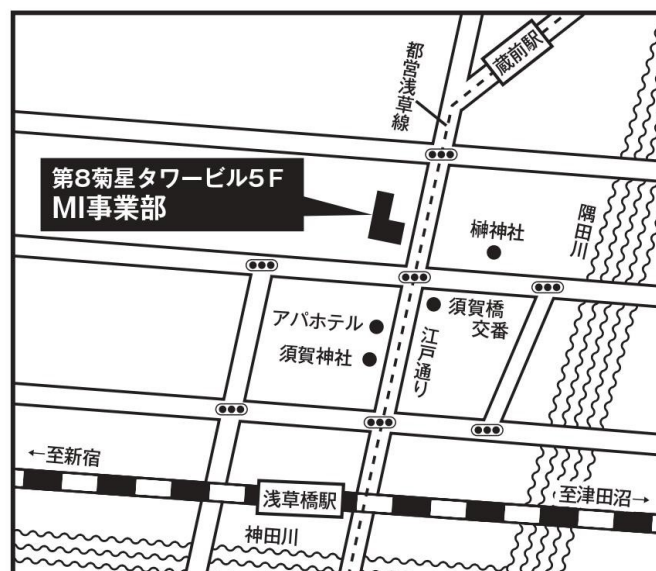 蔵前駅
都営浅草線
第8菊星タワービル5F
MI事業部
榊神社
隅田川
アパホテル
須賀神社
須賀橋
交番
江戸通り
←至新宿
浅草橋駅
至津田沼→
神田川